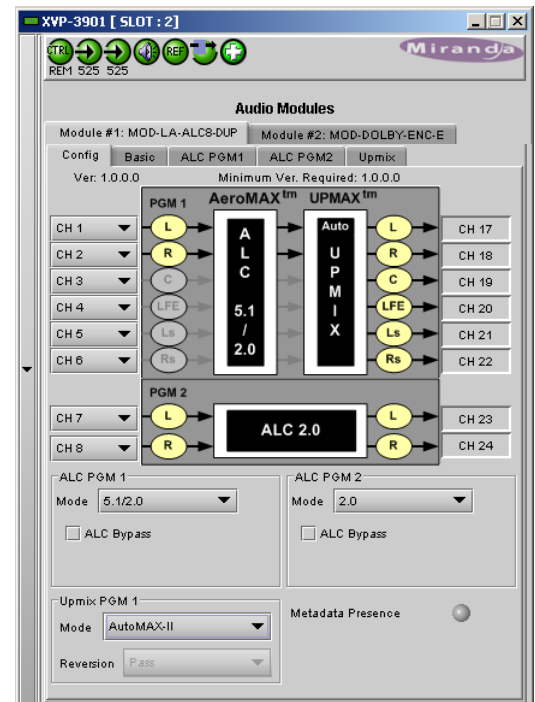 XVP-3901 [ SLOT : 2]
CTRL REF Miranda
REM 525 525
Audio Modules
Module #1: MOD-LA-ALC8-DUP Module #2: MOD-DOLBY-ENC-E
Config Basic ALC PGM1 ALC PGM2 Upmix
Ver: 1.0.0.0 Minimum Ver. Required: 1.0.0.0
PGM 1 AeroMAX tm UPMAX tm
CH 1 L Auto L CH 17
CH 2 R R CH 18
CH 3 C C CH 19
CH 4 LFE LFE CH 20
CH 5 Ls Ls CH 21
CH 6 Rs Rs CH 22
ALC 5.1 / 2.0
UPMIX
PGM 2
CH 7 L L CH 23
ALC 2.0
CH 8 R R CH 24
ALC PGM 1 ALC PGM 2
Mode 5.1/2.0 Mode 2.0
ALC Bypass ALC Bypass
Upmix PGM 1
Mode AutoMAX-II Metadata Presence
Reversion Pass